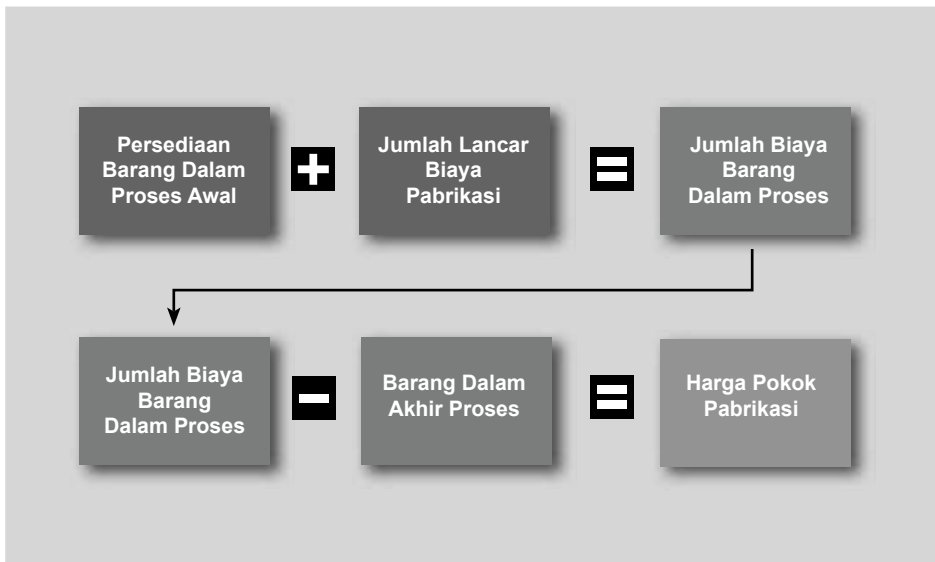 Persediaan
Barang Dalam
Proses Awal
+
Jumlah Lancar
Biaya
Pabrikasi
=
Jumlah Biaya
Barang
Dalam Proses
Jumlah Biaya
Barang
Dalam Proses
-
Barang Dalam
Akhir Proses
=
Harga Pokok
Pabrikasi